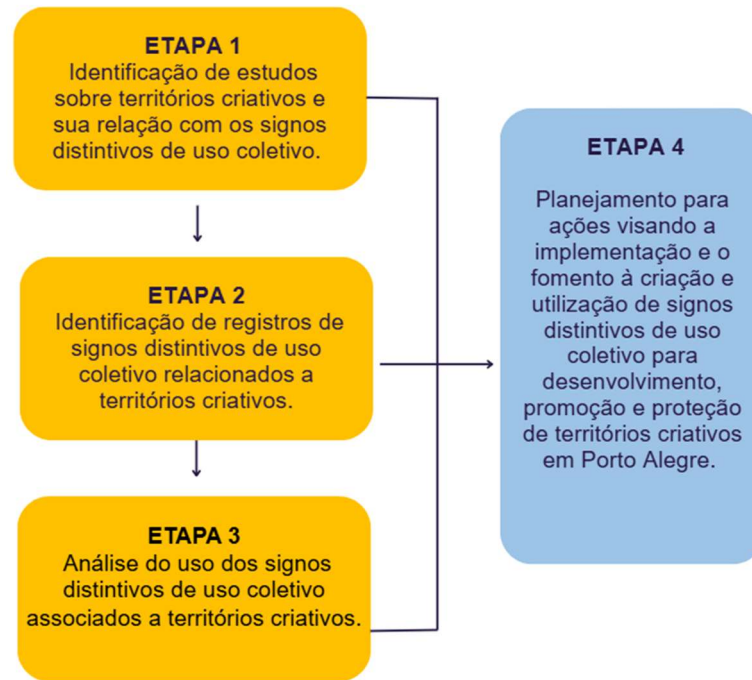 ETAPA 1
Identificação de estudos
sobre territórios criativos e
sua relação com os signos
distintivos de uso coletivo.
ETAPA 2
Identificação de registros de
signos distintivos de uso
coletivo relacionados a
territórios criativos.
ETAPA 3
Análise do uso dos signos
distintivos de uso coletivo
associados a territórios criativos.
ETAPA 4
Planejamento para
ações visando a
implementação e o
fomento à criação e
utilização de signos
distintivos de uso
coletivo para
desenvolvimento,
promoção e proteção
de territórios criativos
em Porto Alegre.